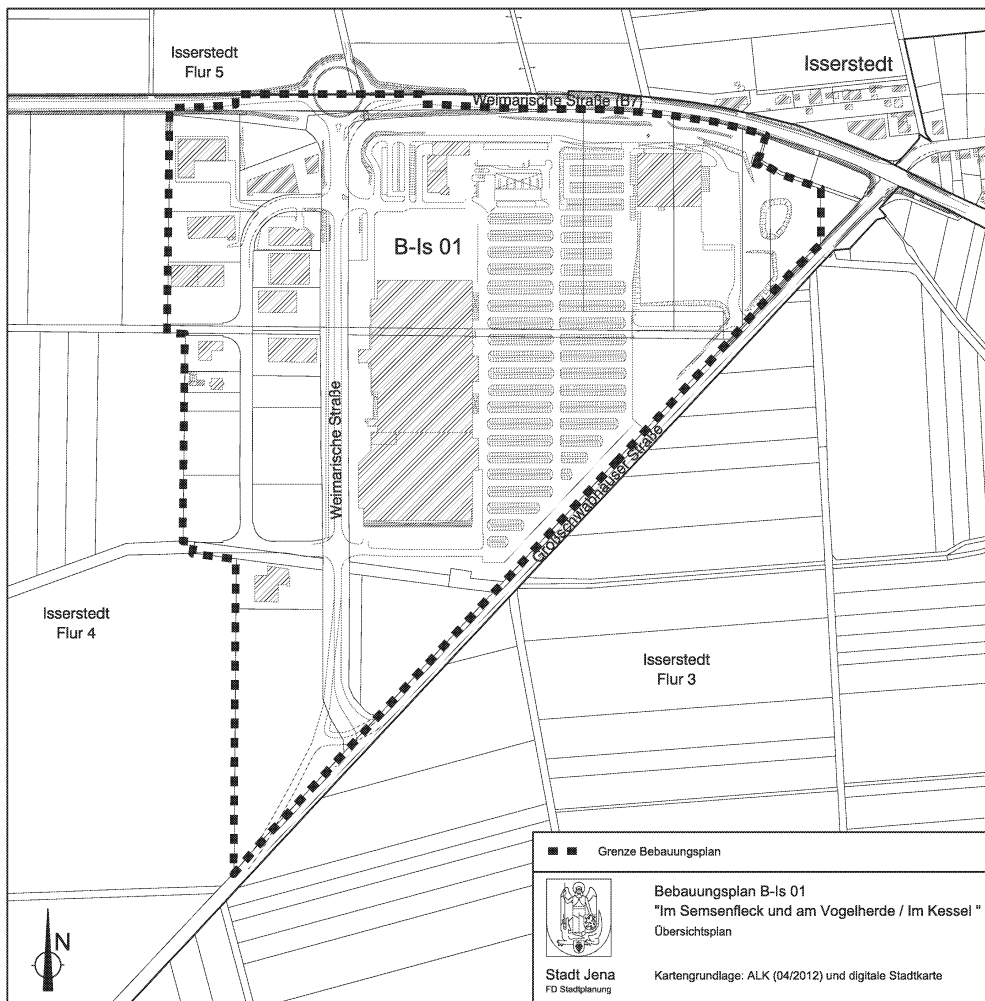 Isserstedt
Flur 5
Isserstedt
Weimarische Straße (B7)
B-Is 01
Weimarische Straße
Großschwabhäuser Straße
Isserstedt
Flur 4
Isserstedt
Flur 3
N
Grenze Bebauungsplan
Bebauungsplan B-Is 01
"Im Semsenfleck und am Vogelherde / Im Kessel "
Übersichtsplan
Stadt Jena
FD Stadtplanung
Kartengrundlage: ALK (04/2012) und digitale Stadtkarte